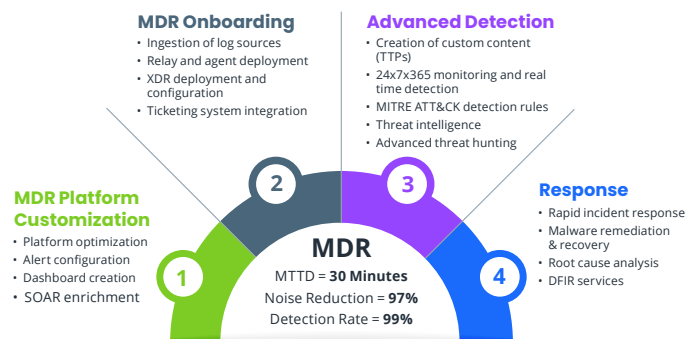 MDR Onboarding
• Ingestion of log sources
• Relay and agent deployment
• XDR deployment and
configuration
• Ticketing system integration
Advanced Detection
• Creation of custom content
(TTPs)
• 24x7x365 monitoring and real
time detection
• MITRE ATT&CK detection rules
• Threat intelligence
• Advanced threat hunting
MDR Platform
Customization
• Platform optimization
• Alert configuration
• Dashboard creation
• SOAR enrichment
Response
• Rapid incident response
• Malware remediation
& recovery
• Root cause analysis
• DFIR services
1
2
3
4
MDR
MTTD = 30 Minutes
Noise Reduction = 97%
Detection Rate = 99%